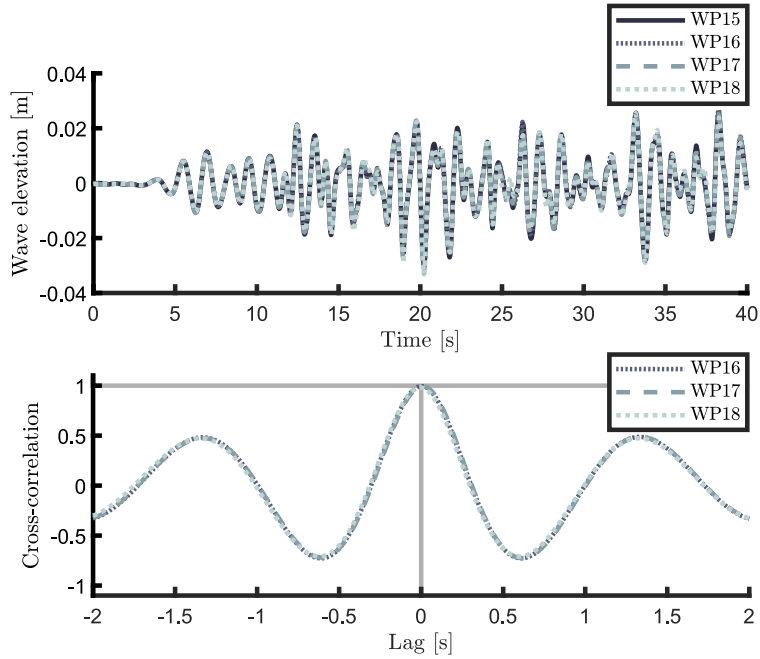 WP15
WP16
WP17
WP18
0.04
0.02
0
-0.02
-0.04
Wave elevation [m]
0 5 10 15 20 25 30 35 40
Time [s]
WP16
WP17
WP18
1
0.5
0
-0.5
-1
Cross-correlation
-2 -1.5 -1 -0.5 0 0.5 1 1.5 2
Lag [s]